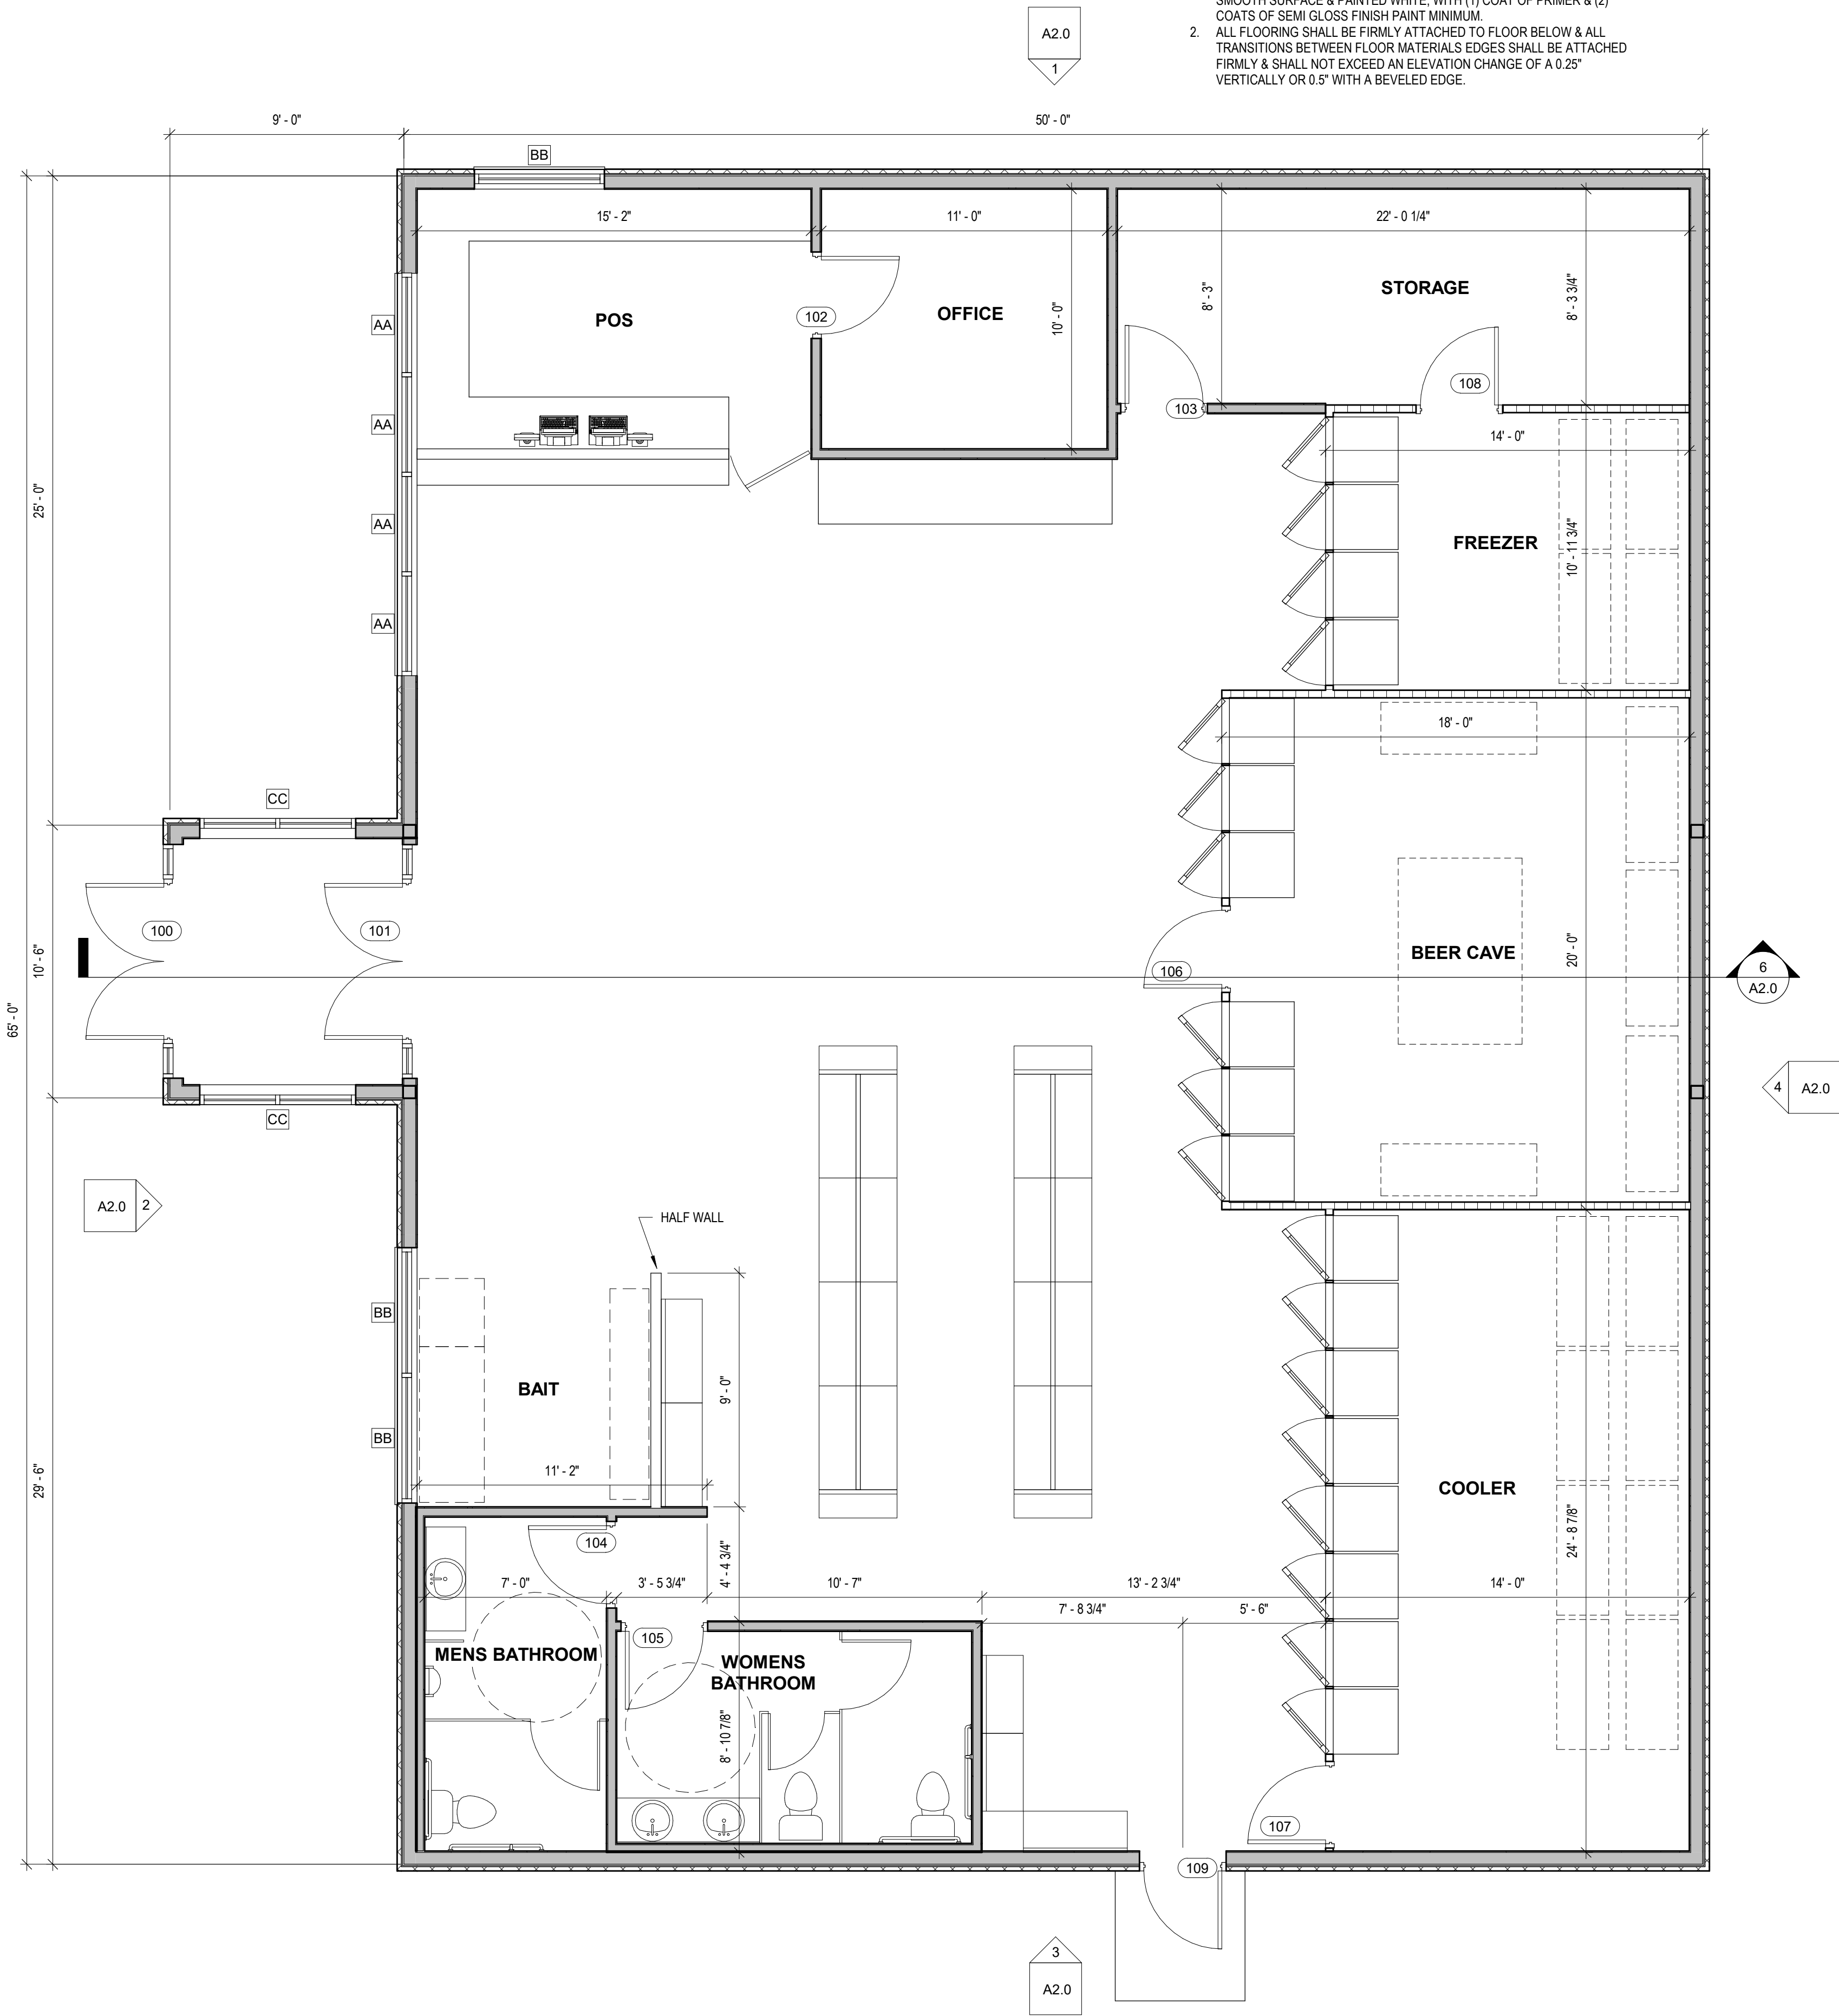 SMOOTH SURFACE & PAINTED WHITE, WITH (1) COAT OF PRIMER & (2)
COATS OF SEMI GLOSS FINISH PAINT MINIMUM.
2. ALL FLOORING SHALL BE FIRMLY ATTACHED TO FLOOR BELOW & ALL
TRANSITIONS BETWEEN FLOOR MATERIALS EDGES SHALL BE ATTACHED
FIRMLY & SHALL NOT EXCEED AN ELEVATION CHANGE OF A 0.25"
VERTICALLY OR 0.5" WITH A BEVELED EDGE.
A2.0
1
9' - 0"
50' - 0"
BB
15' - 2"
11' - 0"
22' - 0 1/4"
STORAGE
8' - 3"
8' - 3 3/4"
POS
102
OFFICE
10' - 0"
AA
108
103
AA
14' - 0"
25' - 0"
AA
FREEZER
10' - 11 3/4"
AA
18' - 0"
CC
100
101
10' - 6"
65' - 0"
BEER CAVE
20' - 0"
106
6
A2.0
4
A2.0
CC
A2.0
2
HALF WALL
BB
BAIT
9' - 0"
BB
11' - 2"
29' - 6"
COOLER
24' - 8 7/8"
104
4' - 4 3/4"
7' - 0"
3' - 5 3/4"
10' - 7"
13' - 2 3/4"
14' - 0"
7' - 8 3/4"
5' - 6"
105
MENS BATHROOM
WOMENS
BATHROOM
8' - 10 7/8"
107
109
3
A2.0